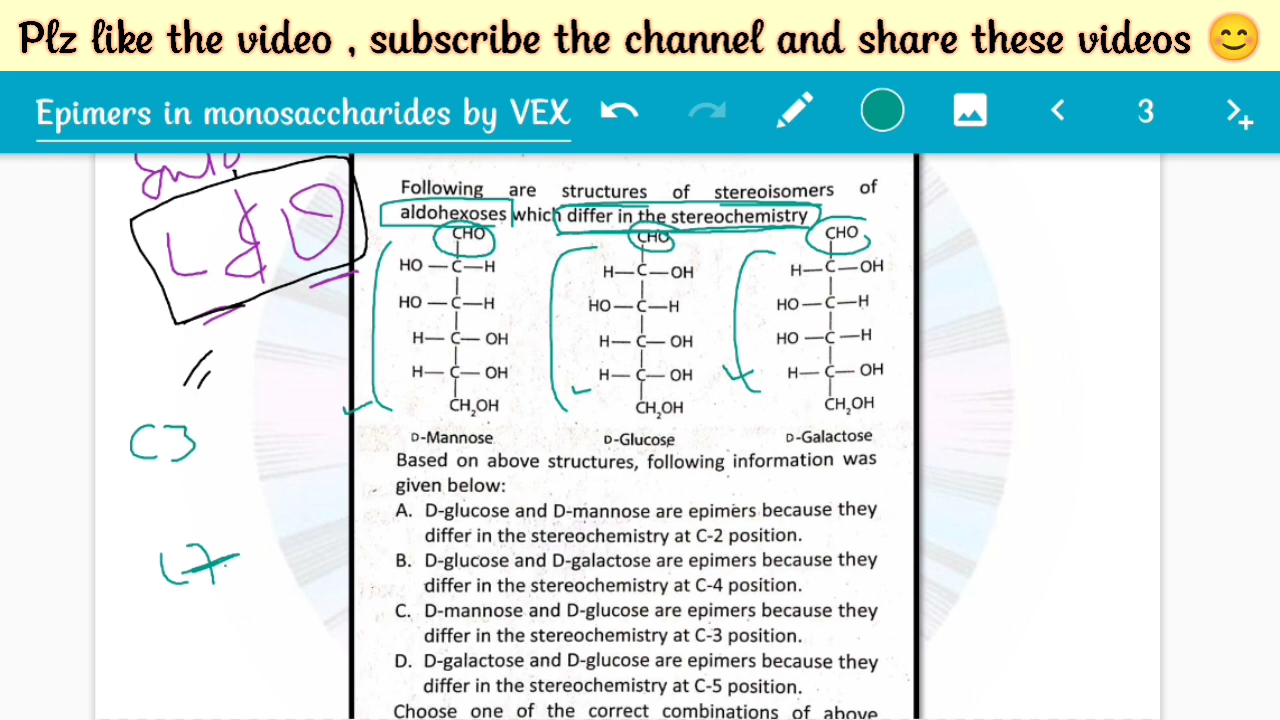 Plz like the video , subscribe the channel and share these videos 😊
Epimers in monosaccharides by VEX
3
L & D
C3
Following are structures of stereoisomers of
aldohexoses which differ in the stereochemistry
CHO
HO — C — H
HO — C — H
H — C — OH
H — C — OH
CH₂OH
D-Mannose
CHO
H — C — OH
HO — C — H
H — C — OH
H — C — OH
CH₂OH
D-Glucose
CHO
H — C — OH
HO — C — H
HO — C — H
H — C — OH
CH₂OH
D-Galactose
Based on above structures, following information was
given below:
A. D-glucose and D-mannose are epimers because they
differ in the stereochemistry at C-2 position.
B. D-glucose and D-galactose are epimers because they
differ in the stereochemistry at C-4 position.
C. D-mannose and D-glucose are epimers because they
differ in the stereochemistry at C-3 position.
D. D-galactose and D-glucose are epimers because they
differ in the stereochemistry at C-5 position.
Choose one of the correct combinations of above